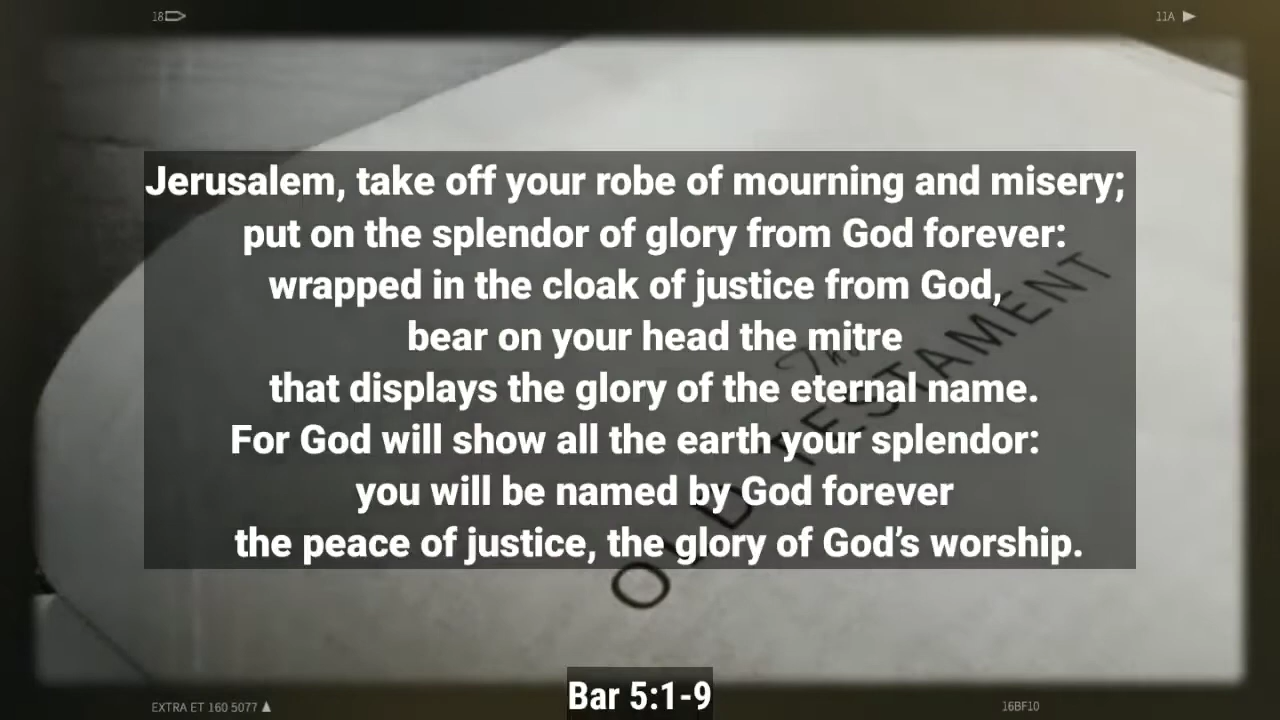 18
11A
Jerusalem, take off your robe of mourning and misery;
put on the splendor of glory from God forever:
wrapped in the cloak of justice from God,
bear on your head the mitre
that displays the glory of the eternal name.
For God will show all the earth your splendor:
you will be named by God forever
the peace of justice, the glory of God’s worship.
The
OLD TESTAMENT
Bar 5:1-9
EXTRA ET 160 5077
16BF10